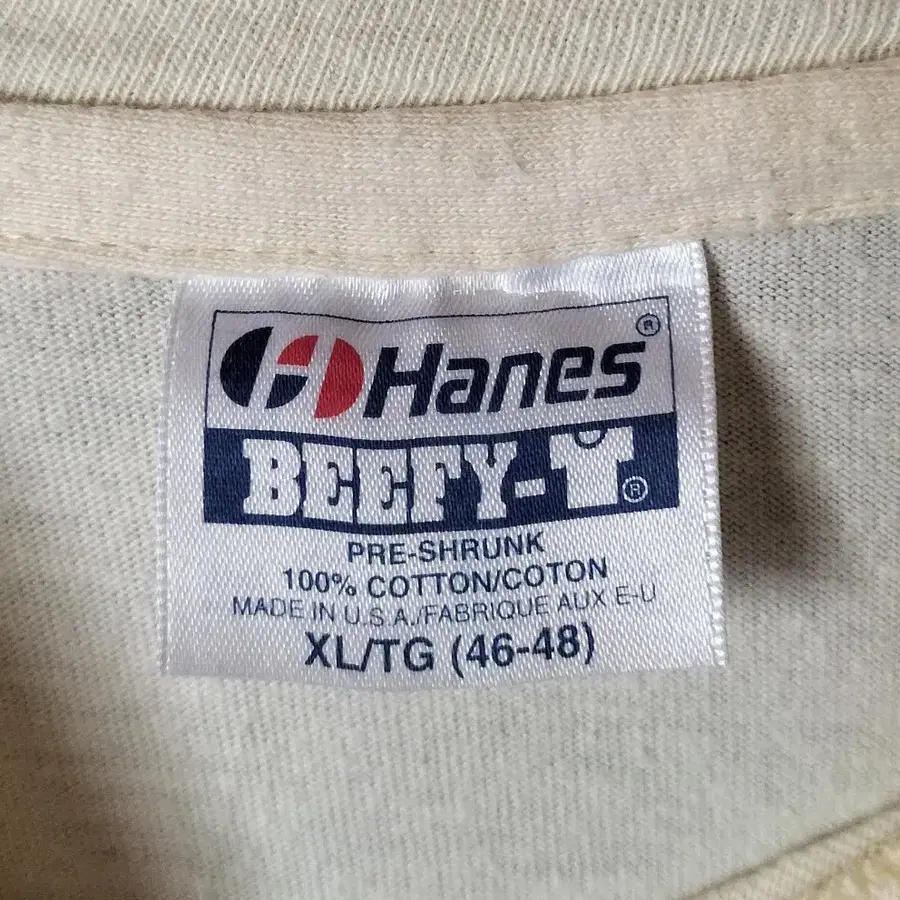 Hanes®
BEEFY-T®
PRE-SHRUNK
100% COTTON/COTON
MADE IN U.S.A./FABRIQUE AUX E-U
XL/TG (46-48)